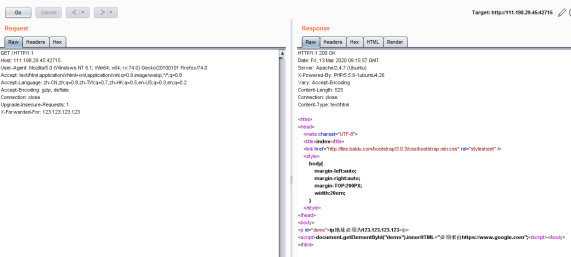 Go
Cancel
< | ▼
> | ▼
Target: http://111.198.29.45:42715
Request
Raw Headers Hex
GET / HTTP/1.1
Host: 111.198.29.45:42715
User-Agent: Mozilla/5.0 (Windows NT 6.1; Win64; x64; rv:74.0) Gecko/20100101 Firefox/74.0
Accept: text/html,application/xhtml+xml,application/xml;q=0.9,image/webp,*/*;q=0.8
Accept-Language: zh-CN,zh;q=0.8,zh-TW;q=0.7,zh-HK;q=0.5,en-US;q=0.3,en;q=0.2
Accept-Encoding: gzip, deflate
Connection: close
Upgrade-Insecure-Requests: 1
X-Forwarded-For: 123.123.123.123
Response
Raw Headers Hex HTML Render
HTTP/1.1 200 OK
Date: Fri, 13 Mar 2020 09:15:57 GMT
Server: Apache/2.4.7 (Ubuntu)
X-Powered-By: PHP/5.5.9-1ubuntu4.26
Vary: Accept-Encoding
Content-Length: 525
Connection: close
Content-Type: text/html
<html>
<head>
<meta charset="UTF-8">
<title>index</title>
<link href="http://libs.baidu.com/bootstrap/3.0.3/css/bootstrap.min.css" rel="stylesheet" />
<style>
body{
margin-left:auto;
margin-right:auto;
margin-TOP:200PX;
width:20em;
}
</style>
</head>
<body>
<p id="demo">ip地址必须为123.123.123.123</p>
<script>document.getElementById("demo").innerHTML="必须来自https://www.google.com";</script></body>
</html>